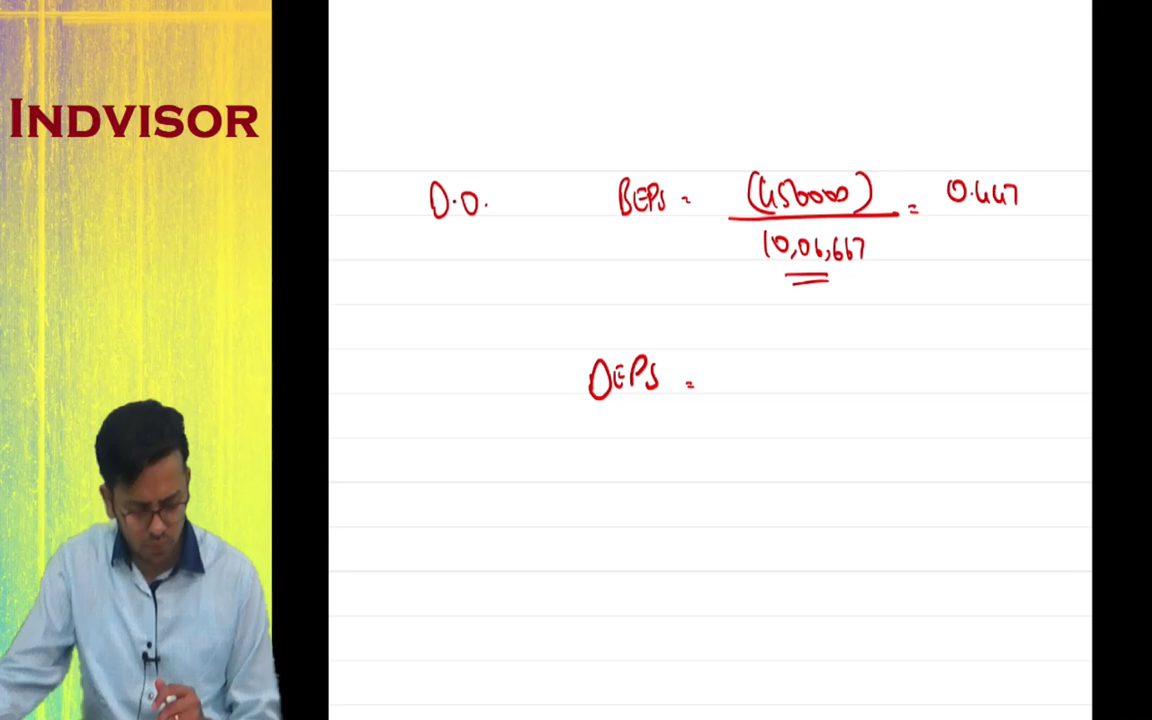 INDVISOR
D.O. BEPS = (450000) = 0.447
10,06,667
DEPS =